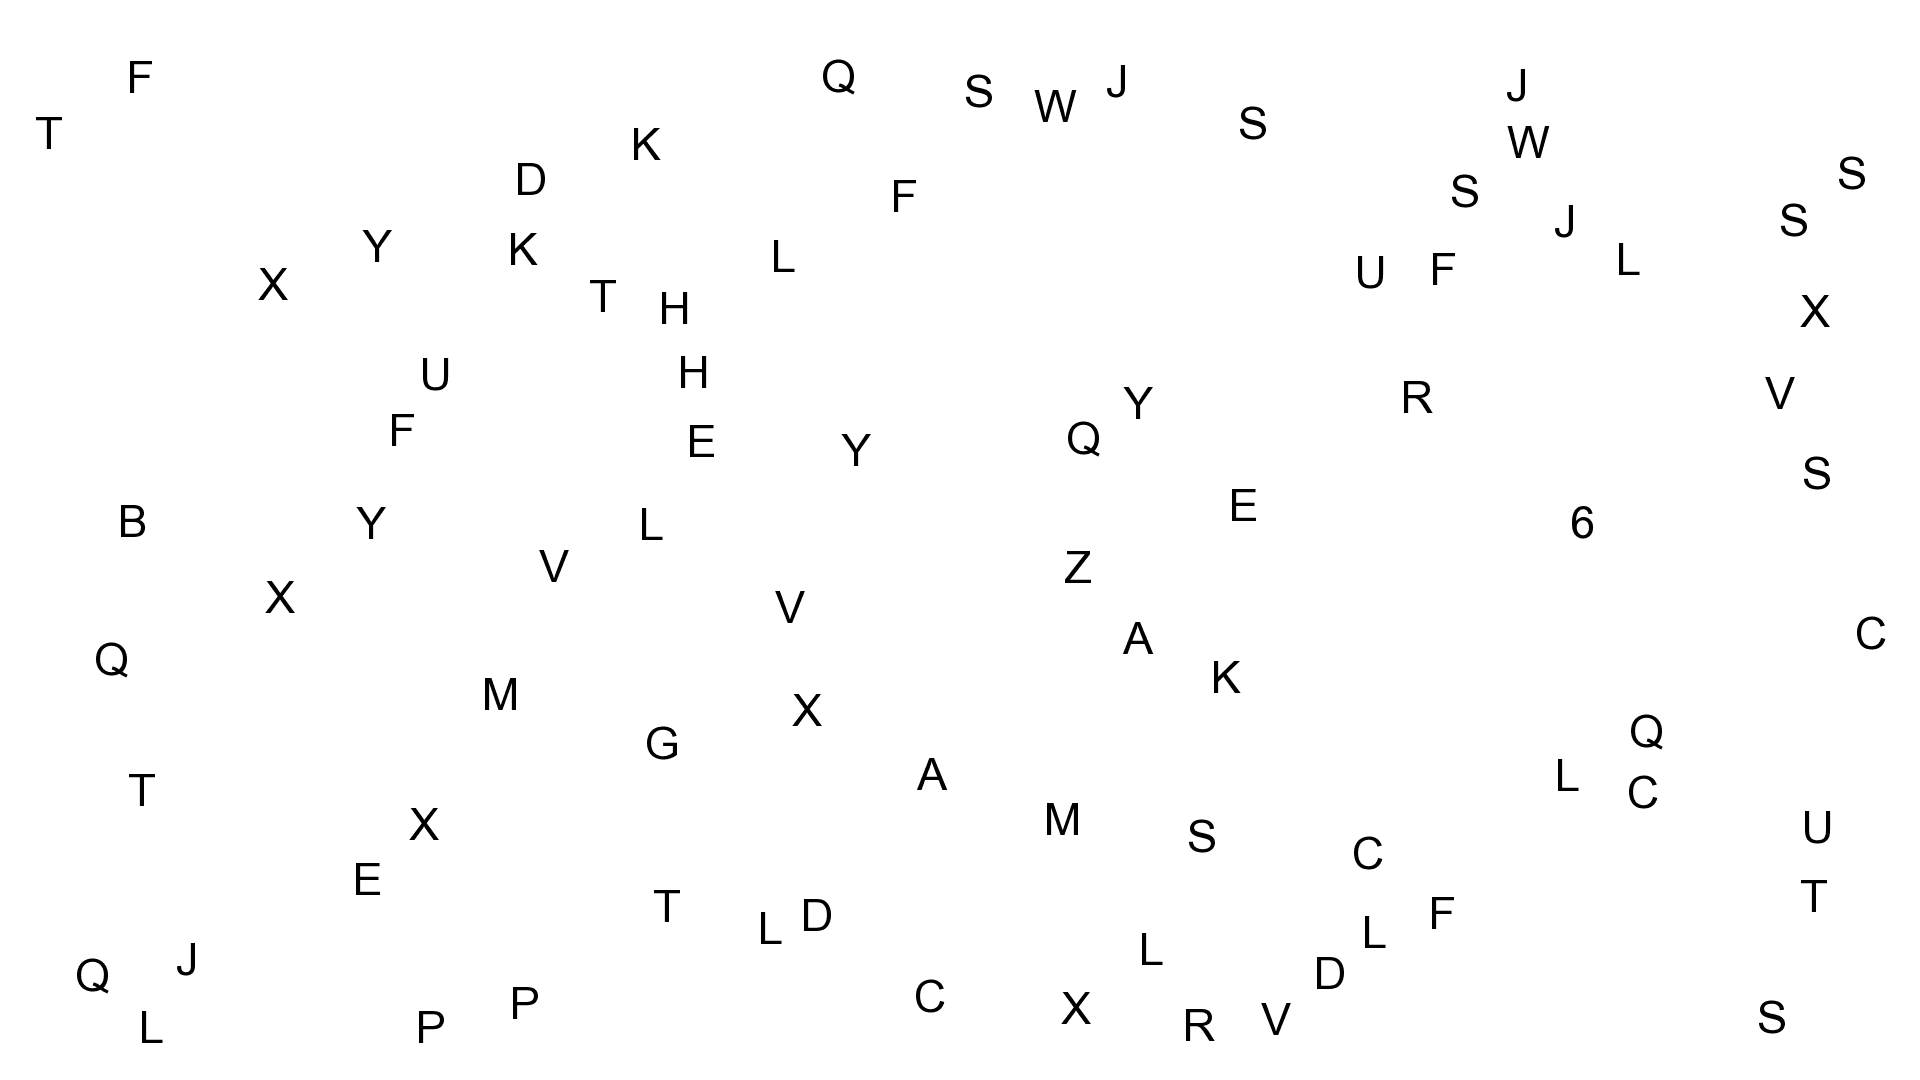 F Q S W J J
T K S W
D F S S
Y K L J S
X T H U F L
H X
U Y R V
F E Y Q S
B Y L E 6
V Z
X V A C
Q K
M X Q
G A L C
T M
X S C U
E T
T L D L F
Q J L D
P P C X V S
L R